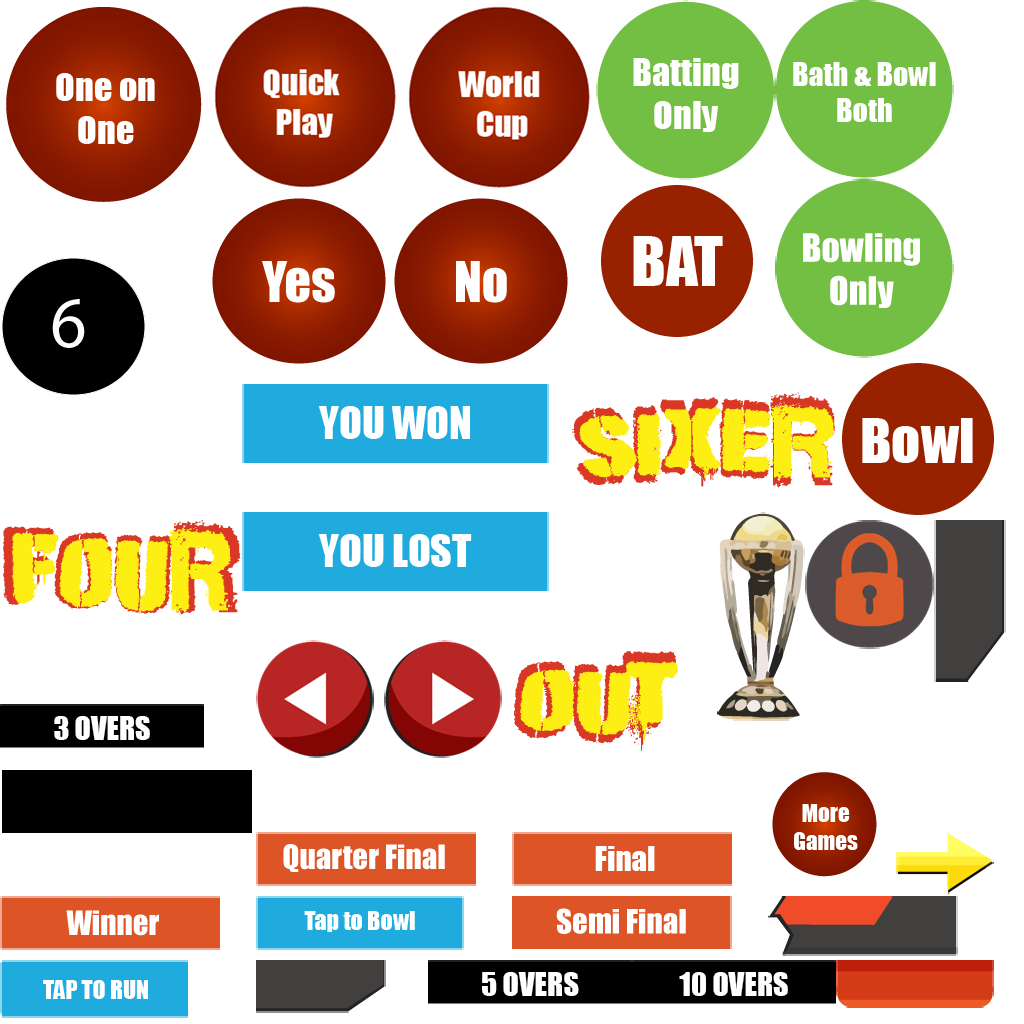 One on
One
Quick
Play
World
Cup
Batting
Only
Bath & Bowl
Both
Yes
No
BAT
Bowling
Only
6
YOU WON
SIXER
Bowl
FOUR
YOU LOST
OUT
3 OVERS
More
Games
Quarter Final
Final
Winner
Tap to Bowl
Semi Final
TAP TO RUN
5 OVERS
10 OVERS